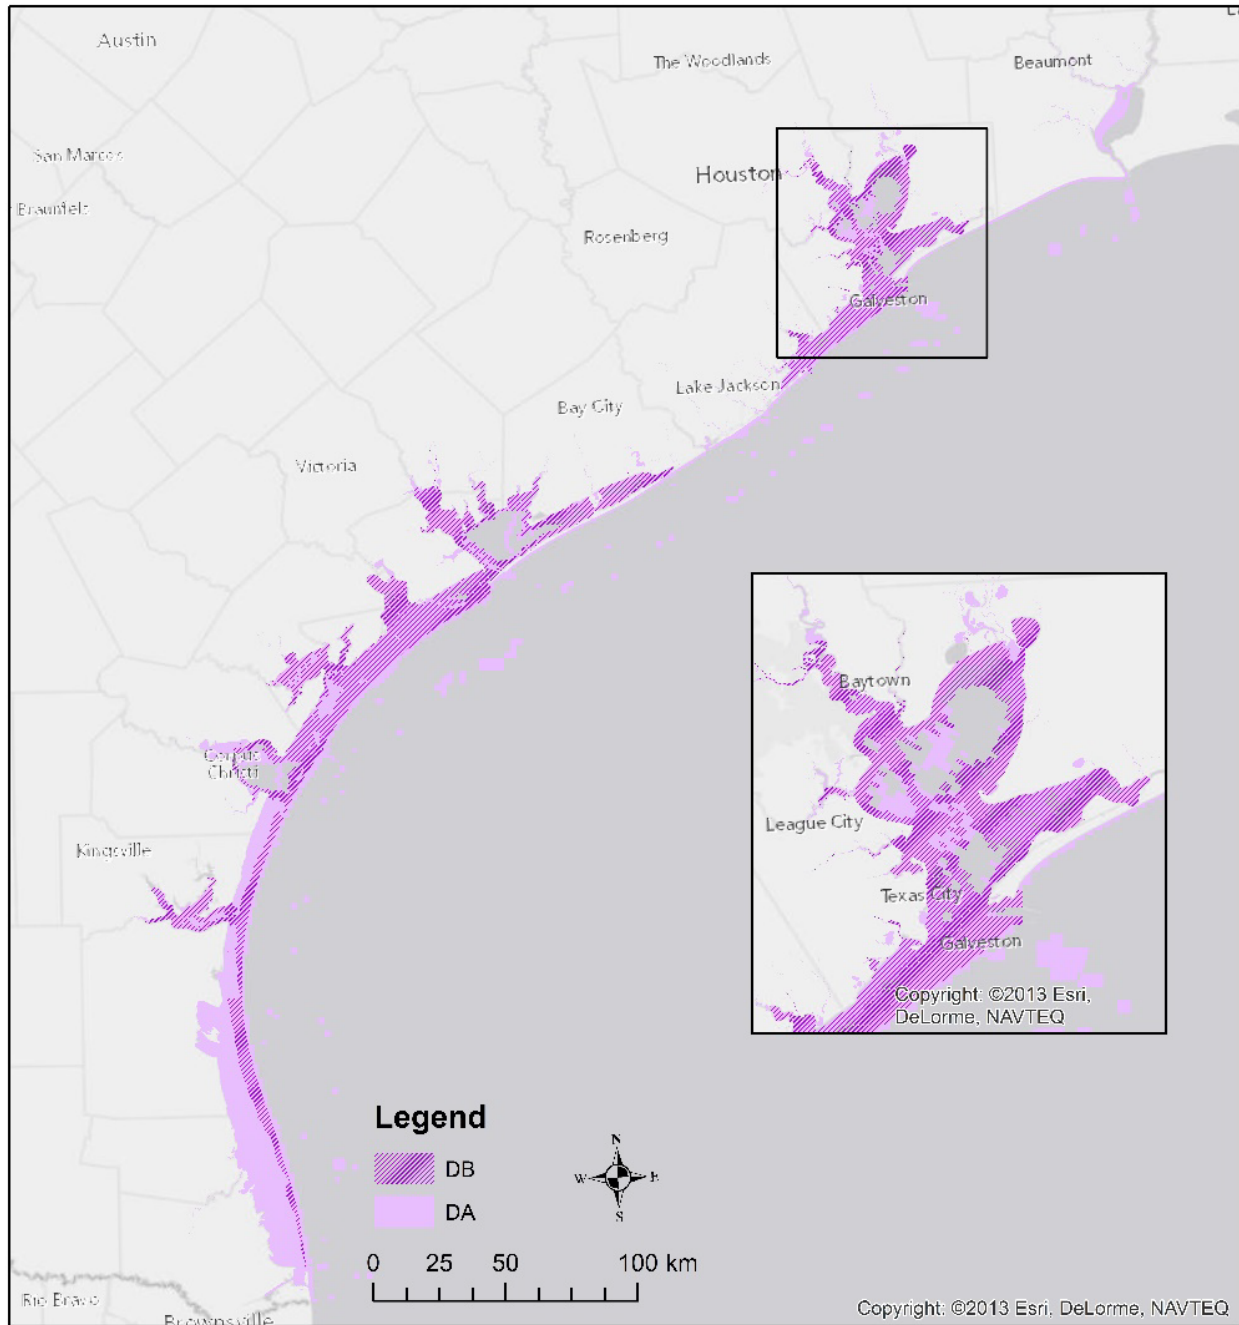 Austin
The Woodlands
Beaumont
San Marcos
Houston
Braunfels
Rosenberg
Galveston
Lake Jackson
Bay City
Victoria
Corpus
Christi
Kingsville
Baytown
League City
Texas City
Galveston
Copyright: ©2013 Esri,
DeLorme, NAVTEQ
Legend
DB
DA
N
W E
S
0 25 50 100 km
Rio Bravo
Brownsville
Copyright: ©2013 Esri, DeLorme, NAVTEQ